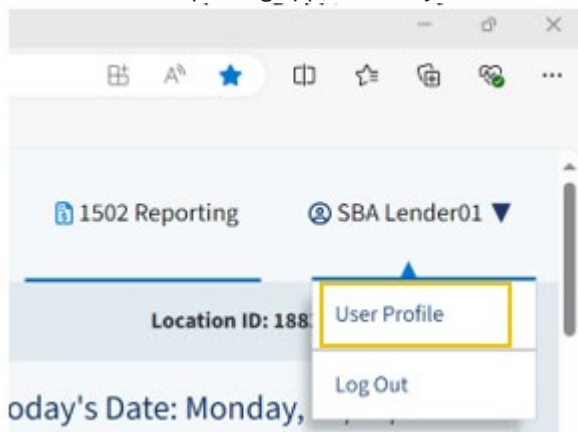 1502 Reporting SBA Lender01 ▼
Location ID: 188
User Profile
Log Out
oday's Date: Monday,